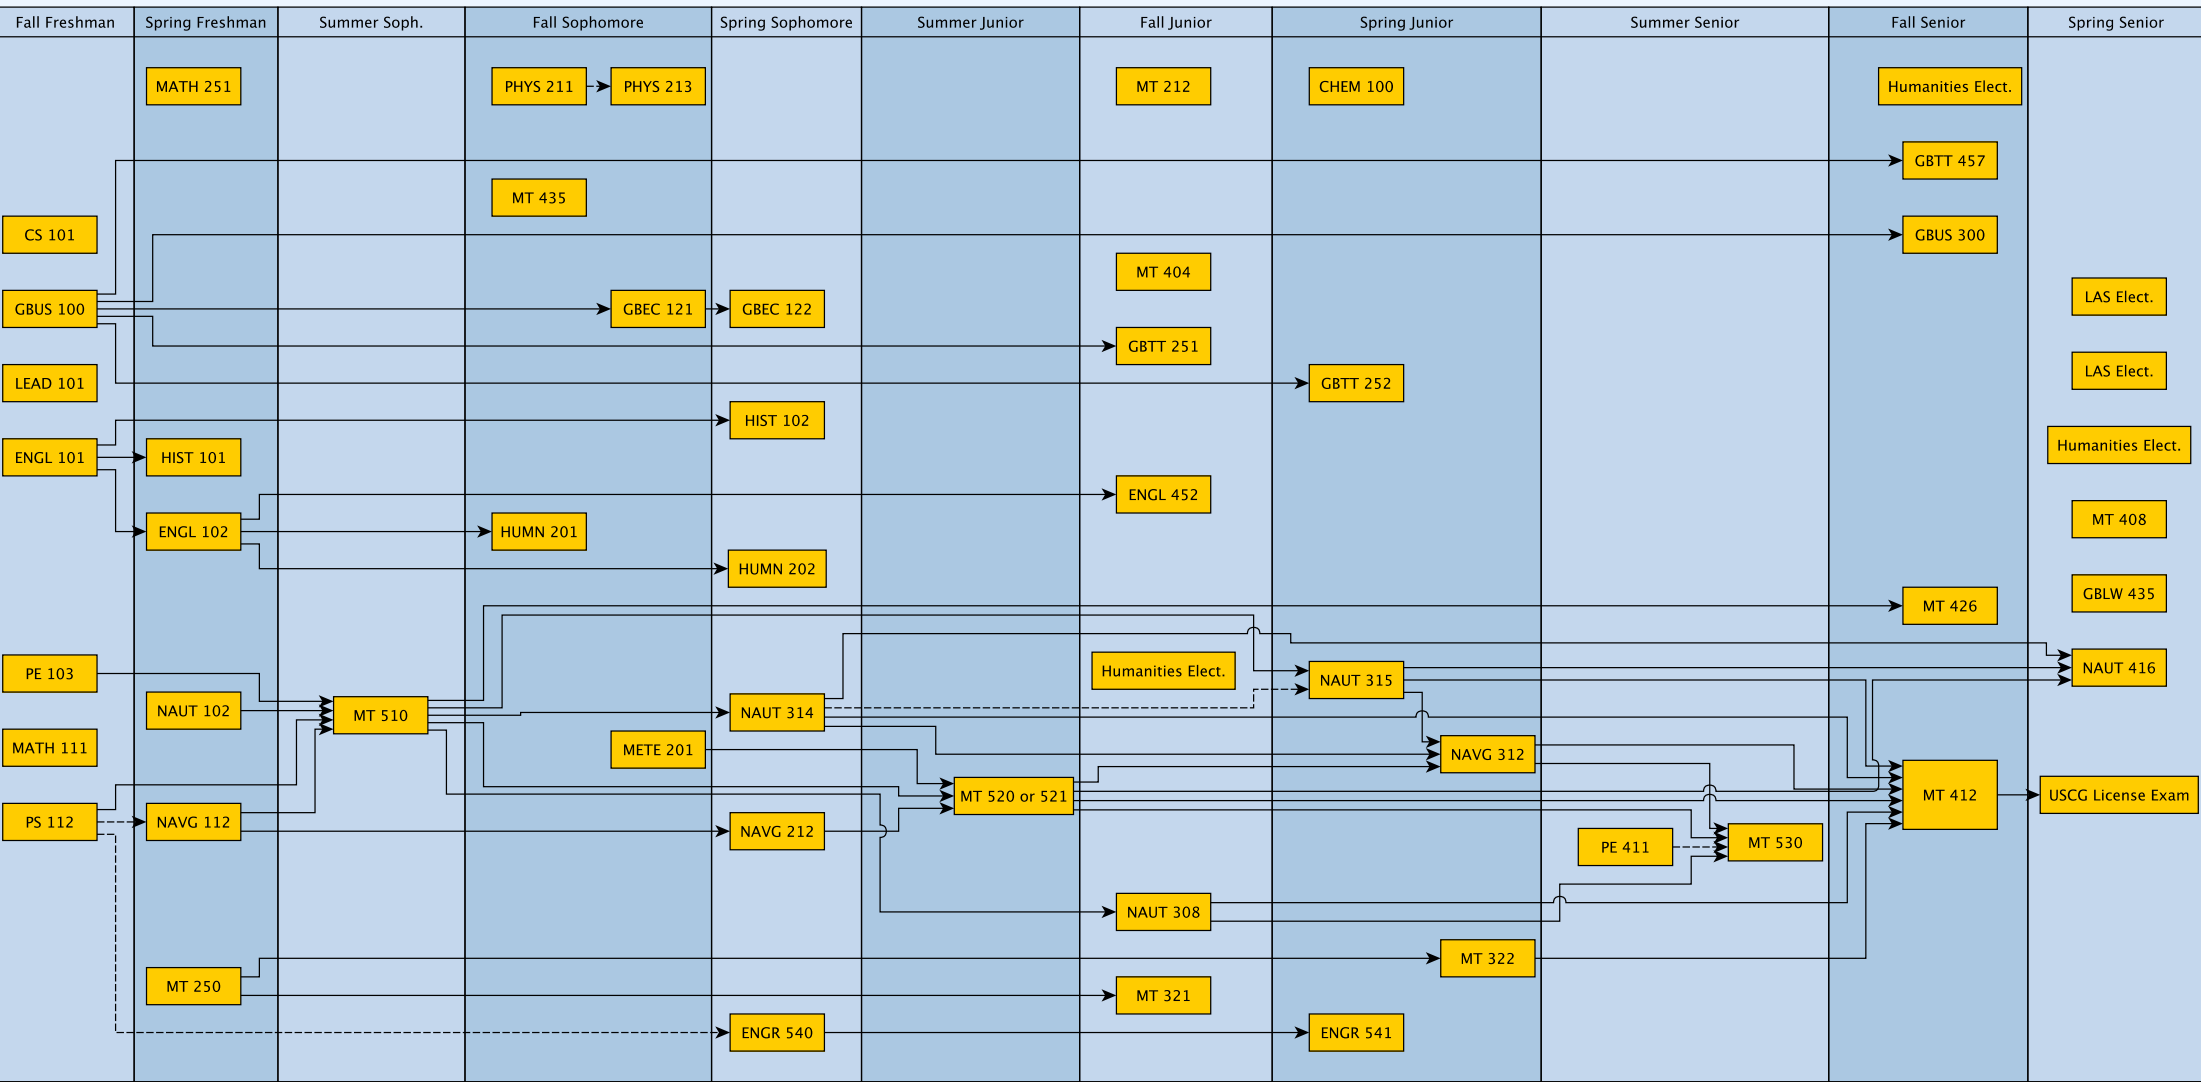 Fall Freshman
Spring Freshman
Summer Soph.
Fall Sophomore
Spring Sophomore
Summer Junior
Fall Junior
Spring Junior
Summer Senior
Fall Senior
Spring Senior
CS 101
GBUS 100
LEAD 101
ENGL 101
PE 103
MATH 111
PS 112
MATH 251
HIST 101
ENGL 102
NAUT 102
NAVG 112
MT 250
MT 510
PHYS 211
PHYS 213
MT 435
GBEC 121
HUMN 201
METE 201
GBEC 122
HIST 102
HUMN 202
NAUT 314
NAVG 212
ENGR 540
MT 520 or 521
MT 212
MT 404
GBTT 251
ENGL 452
Humanities Elect.
NAUT 308
MT 321
CHEM 100
GBTT 252
NAUT 315
NAVG 312
MT 322
ENGR 541
PE 411
MT 530
Humanities Elect.
GBTT 457
GBUS 300
MT 426
MT 412
LAS Elect.
LAS Elect.
Humanities Elect.
MT 408
GBLW 435
NAUT 416
USCG License Exam